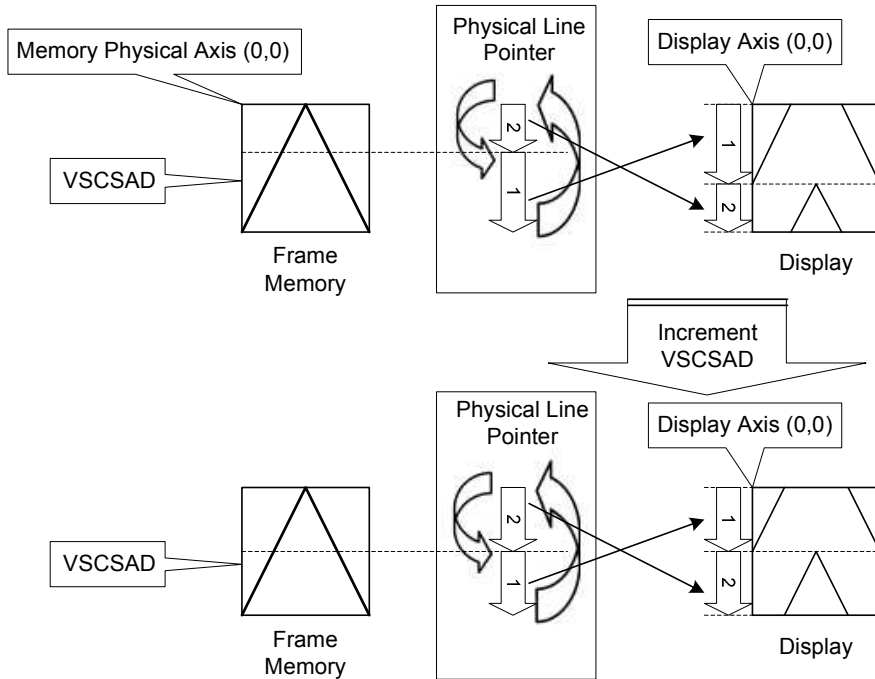 Memory Physical Axis (0,0)
Physical Line
Pointer
Display Axis (0,0)
VSCSAD
2
1
1
2
Frame
Memory
Display
Increment
VSCSAD
Physical Line
Pointer
Display Axis (0,0)
VSCSAD
2
1
1
2
Frame
Memory
Display